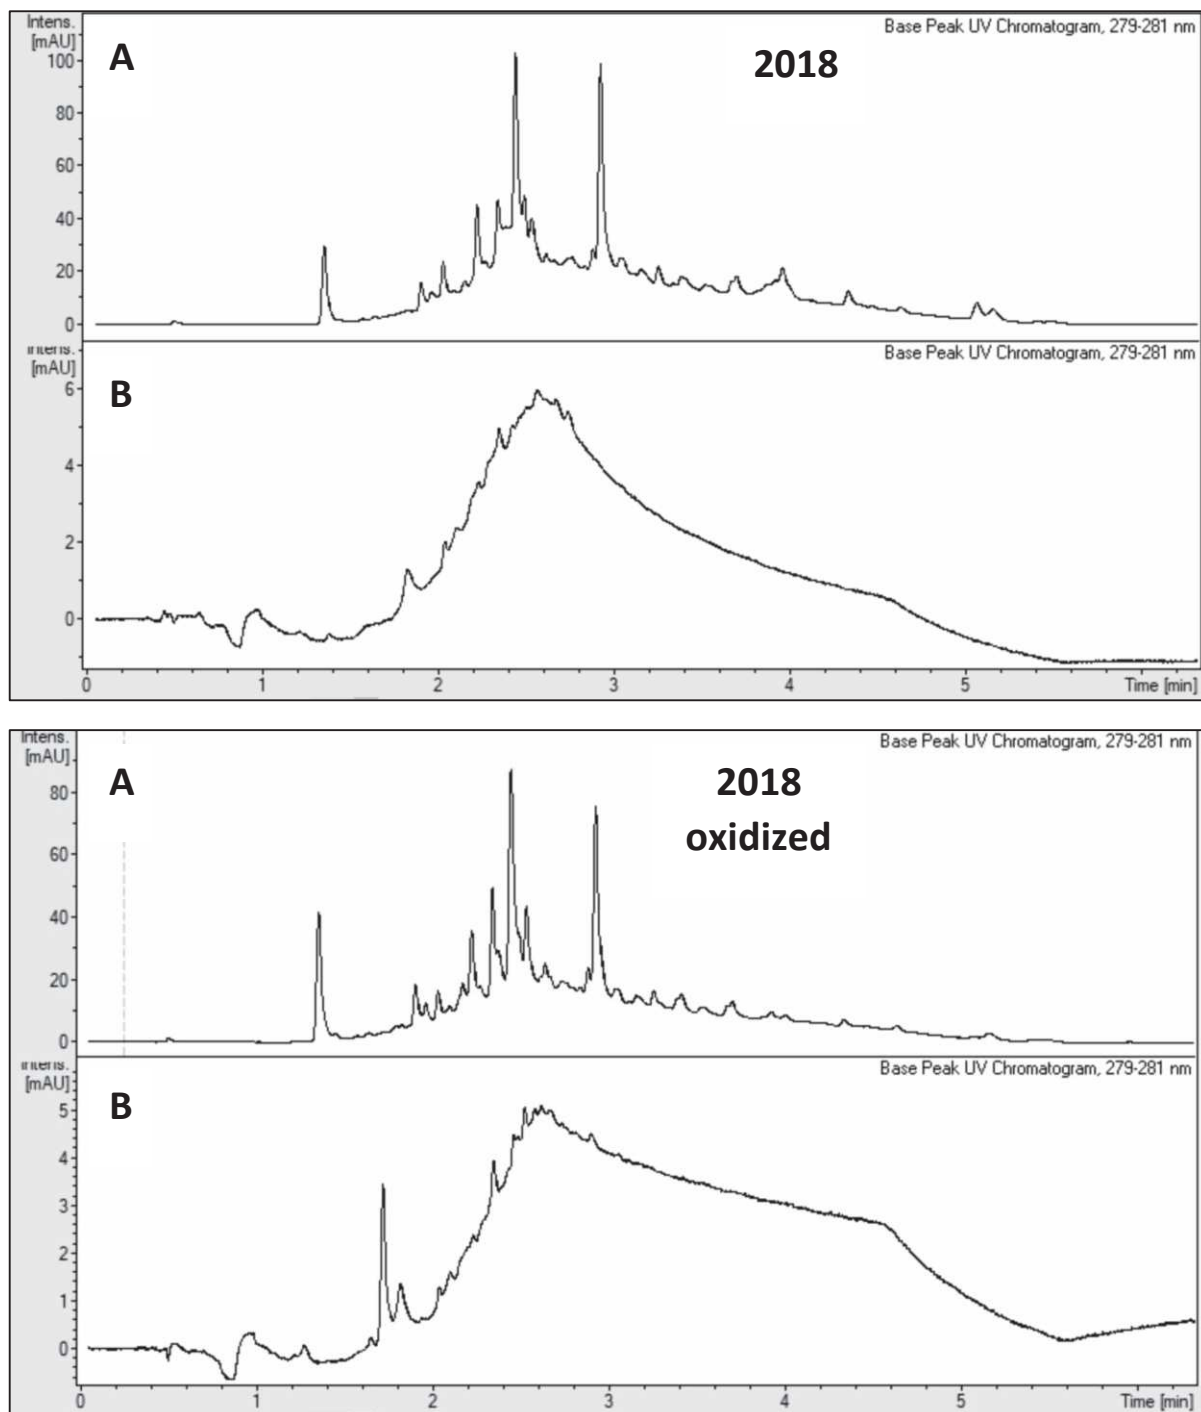 Intens.
[mAU]
Base Peak UV Chromatogram, 279-281 nm
A
2018
100
80
60
40
20
0
Intens.
[mAU]
Base Peak UV Chromatogram, 279-281 nm
B
6
4
2
0
0 1 2 3 4 5 Time [min]
Intens.
[mAU]
Base Peak UV Chromatogram, 279-281 nm
A
2018
oxidized
80
60
40
20
0
Intens.
[mAU]
Base Peak UV Chromatogram, 279-281 nm
B
5
4
3
2
1
0
0 1 2 3 4 5 Time [min]